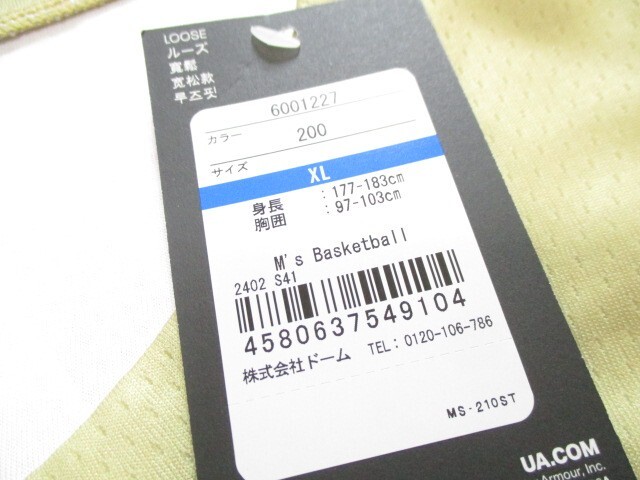 LOOSE
ルーズ
寬鬆
宽松款
루즈핏
6001227
カラー 200
サイズ
XL
身長 : 177-183cm
胸囲 : 97-103cm
M's Basketball
2402 S41
4580637549104
株式会社ドーム TEL: 0120-106-786
MS-210ST
UA.COM
Armour, Inc.